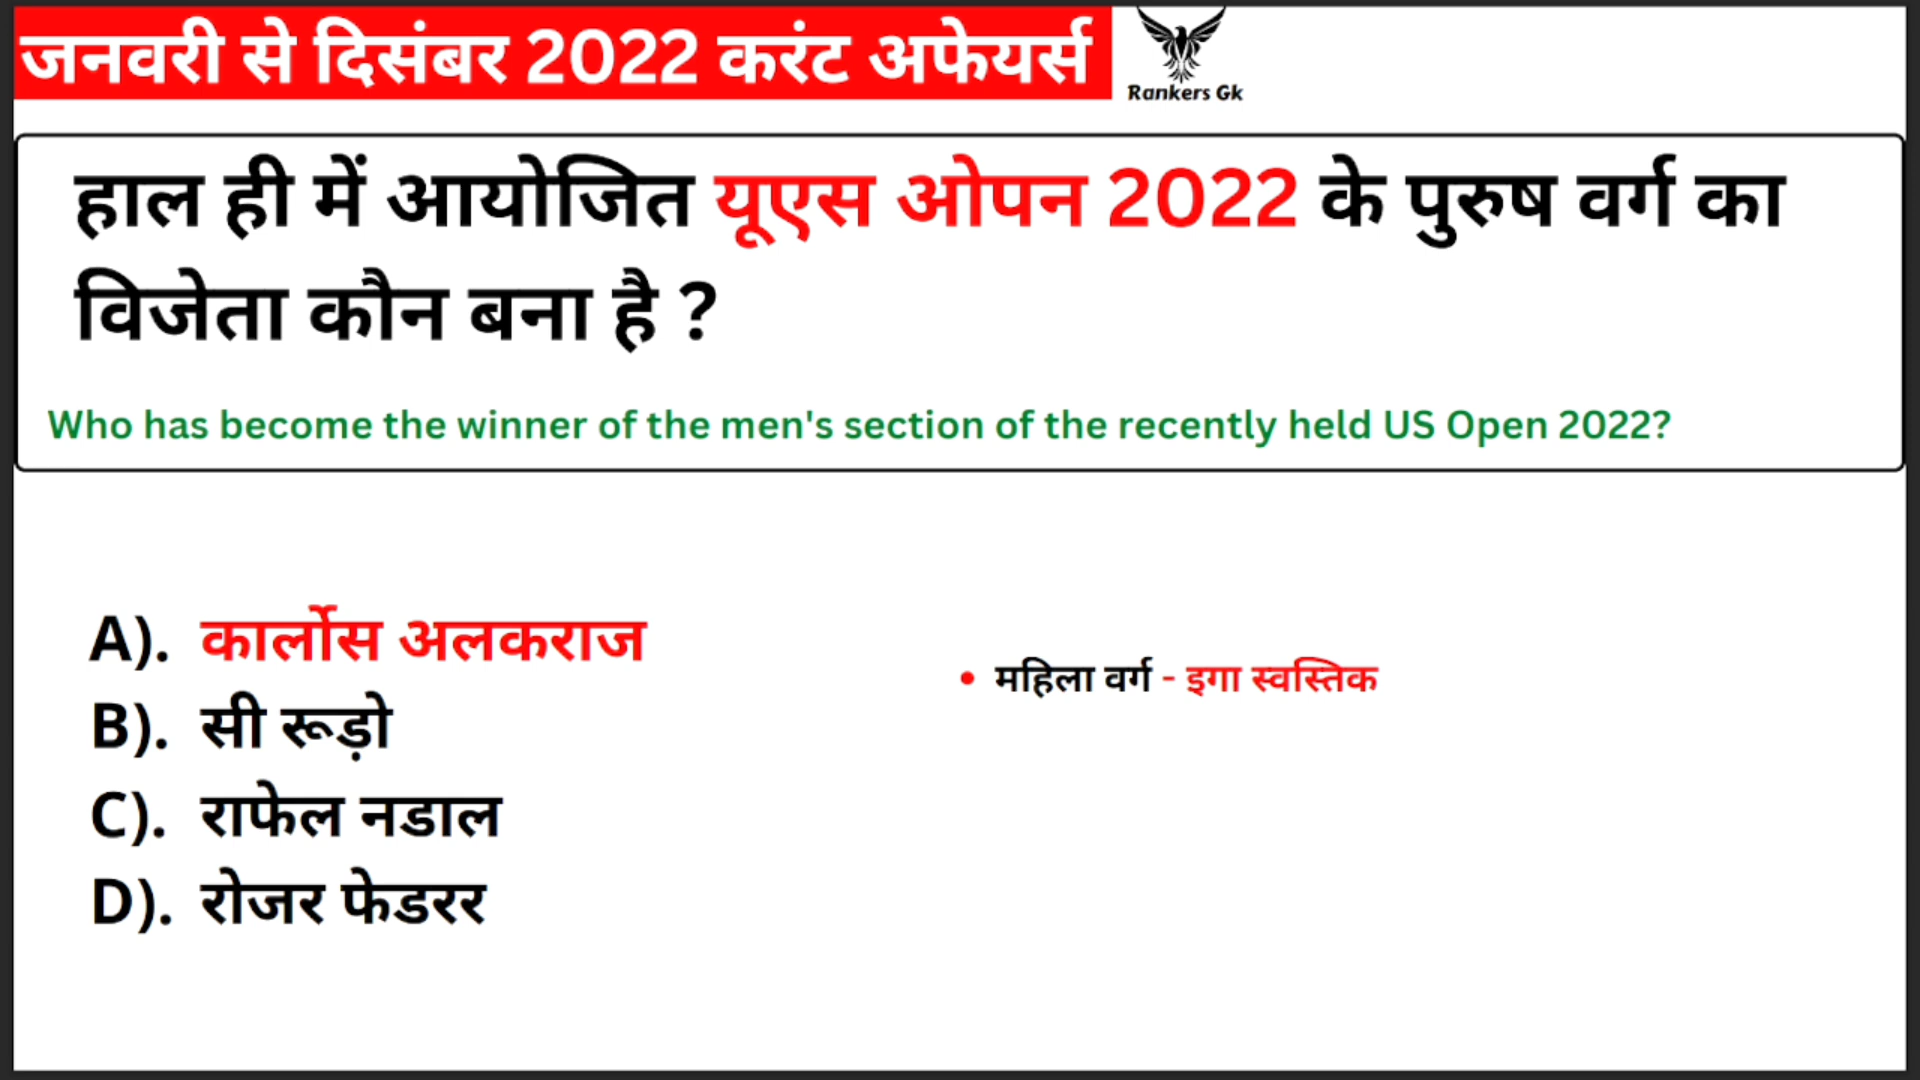 जनवरी से दिसंबर 2022 करंट अफेयर्स
Rankers Gk
हाल ही में आयोजित यूएस ओपन 2022 के पुरुष वर्ग का
विजेता कौन बना है ?
Who has become the winner of the men's section of the recently held US Open 2022?
A). कार्लोस अलकराज
B). सी रूड़ो
C). राफेल नडाल
D). रोजर फेडरर
• महिला वर्ग - इगा स्वस्तिक